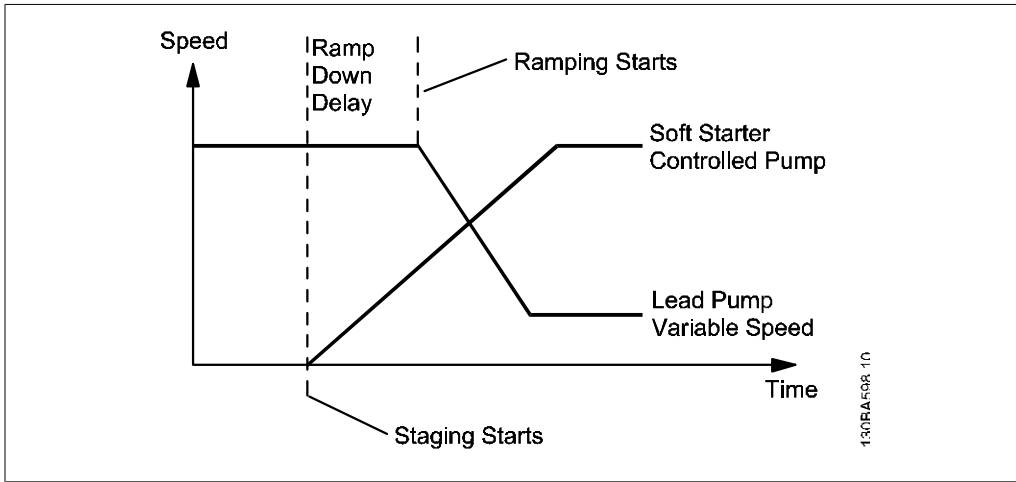 Speed
Ramp
Down
Delay
Ramping Starts
Soft Starter
Controlled Pump
Lead Pump
Variable Speed
Time
Staging Starts
130BA598.10